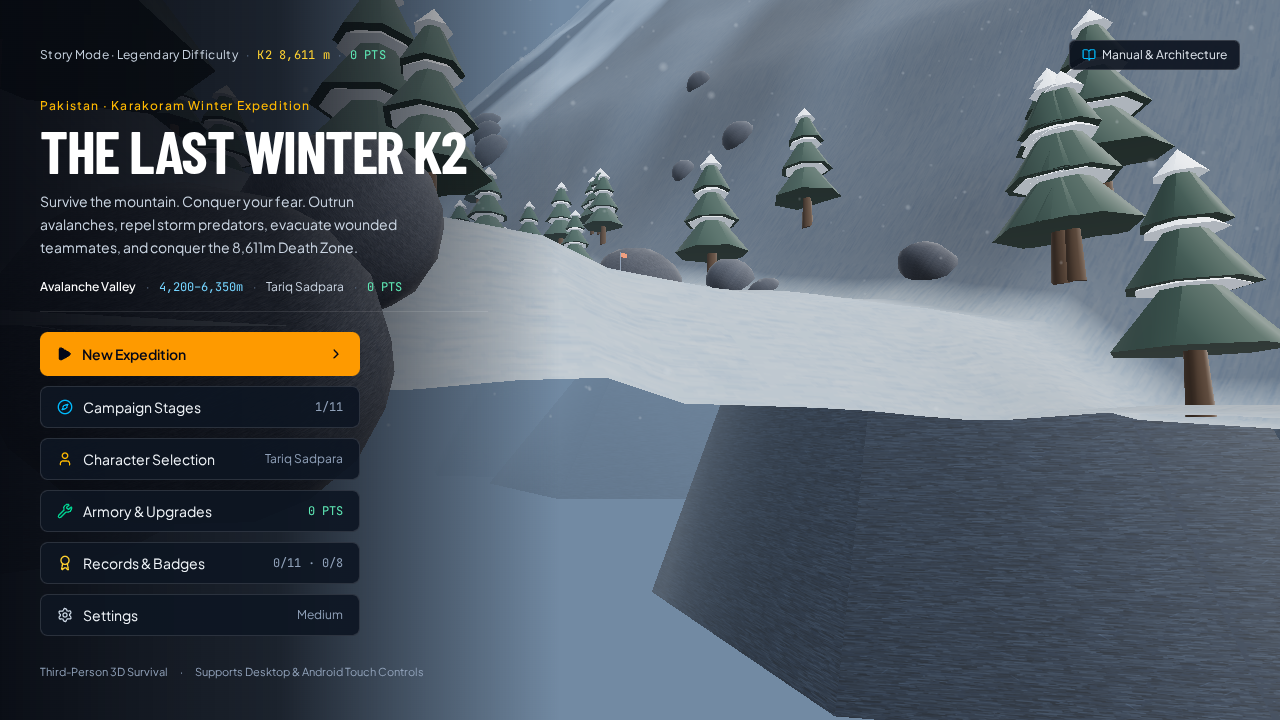 Story Mode · Legendary Difficulty · K2 8,611 m · 0 PTS
Manual & Architecture
Pakistan · Karakoram Winter Expedition
THE LAST WINTER K2
Survive the mountain. Conquer your fear. Outrun
avalanches, repel storm predators, evacuate wounded
teammates, and conquer the 8,611m Death Zone.
Avalanche Valley · 4,200–6,350m · Tariq Sadpara · 0 PTS
New Expedition
Campaign Stages 1/11
Character Selection Tariq Sadpara
Armory & Upgrades 0 PTS
Records & Badges 0/11 · 0/8
Settings Medium
Third-Person 3D Survival · Supports Desktop & Android Touch Controls